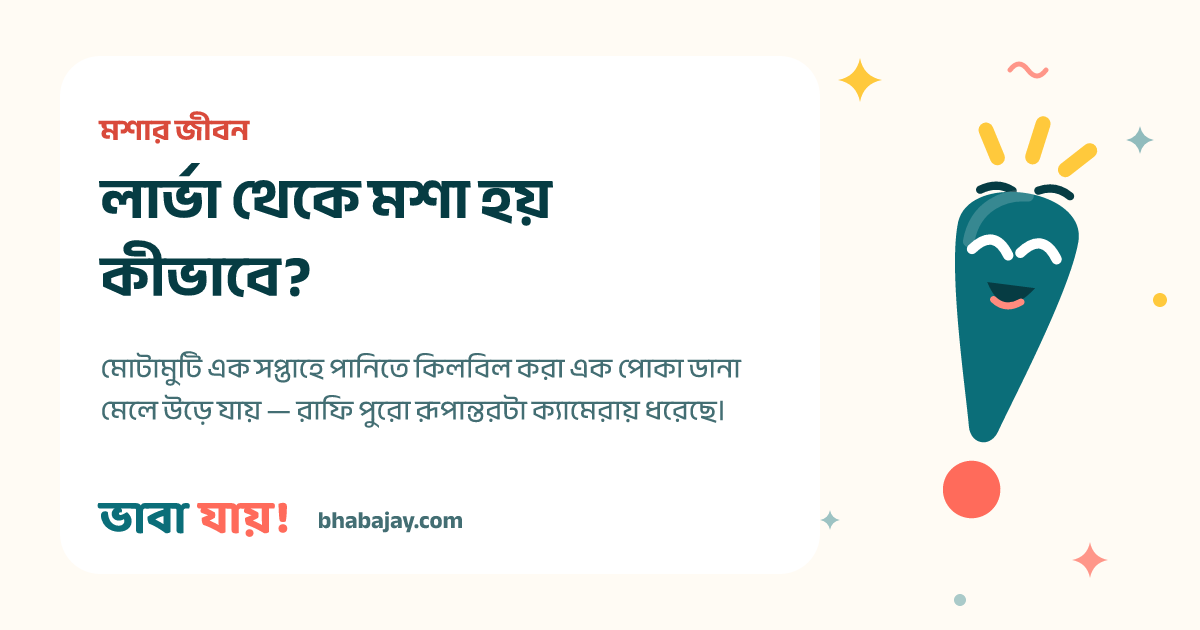 মশার জীবন
লার্ভা থেকে মশা হয়
কীভাবে?
মোটামুটি এক সপ্তাহে পানিতে কিলবিল করা এক পোকা ডানা
মেলে উড়ে যায় — রাফি পুরো রূপান্তরটা ক্যামেরায় ধরেছে।
ভাবা যায়! bhabajay.com